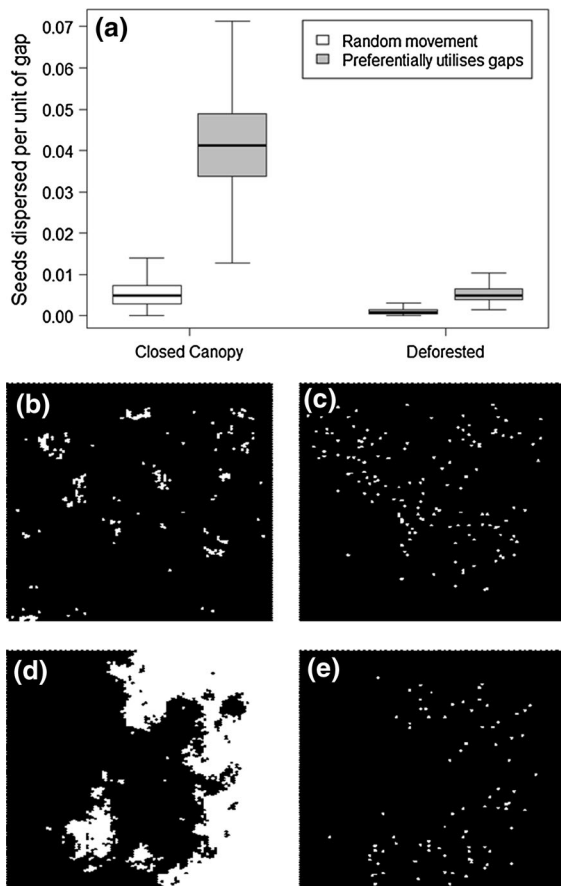 (a)
Random movement
Preferentially utilises gaps
Seeds dispersed per unit of gap
0.07
0.06
0.05
0.04
0.03
0.02
0.01
0.00
Closed Canopy Deforested
(b) (c)
(d) (e)